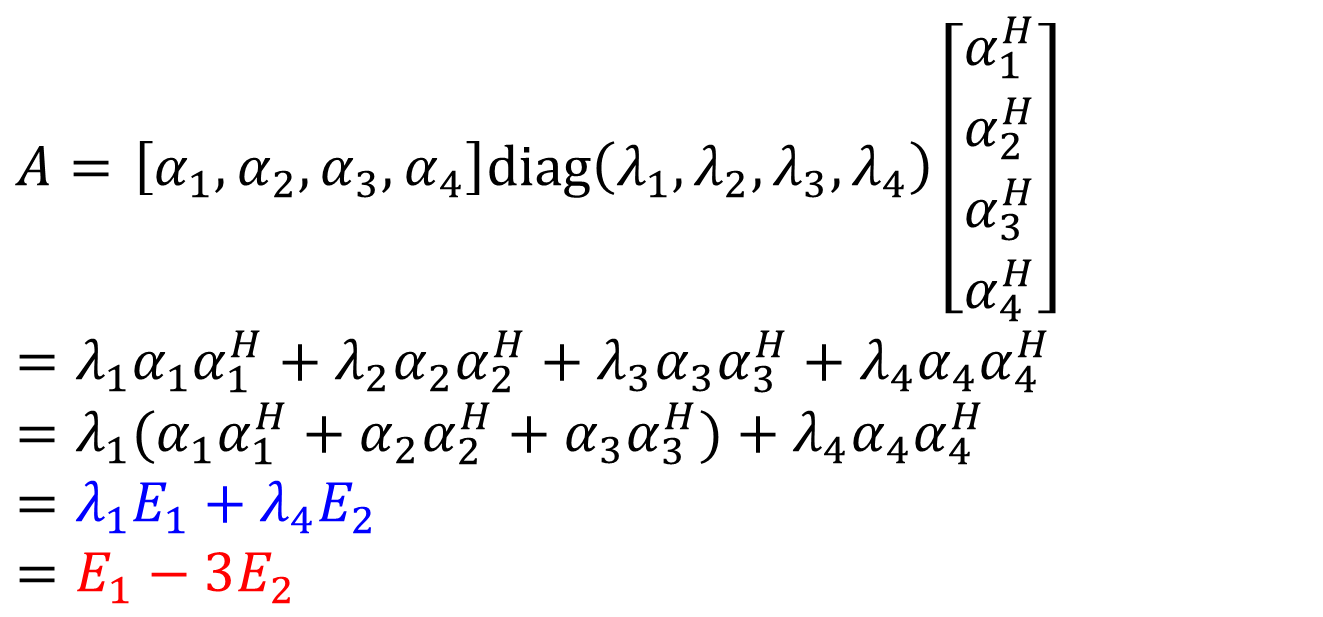 A = [α₁, α₂, α₃, α₄]diag(λ₁, λ₂, λ₃, λ₄) [α₁ᴴ; α₂ᴴ; α₃ᴴ; α₄ᴴ]
= λ₁α₁α₁ᴴ + λ₂α₂α₂ᴴ + λ₃α₃α₃ᴴ + λ₄α₄α₄ᴴ
= λ₁(α₁α₁ᴴ + α₂α₂ᴴ + α₃α₃ᴴ) + λ₄α₄α₄ᴴ
= λ₁E₁ + λ₄E₂
= E₁ − 3E₂